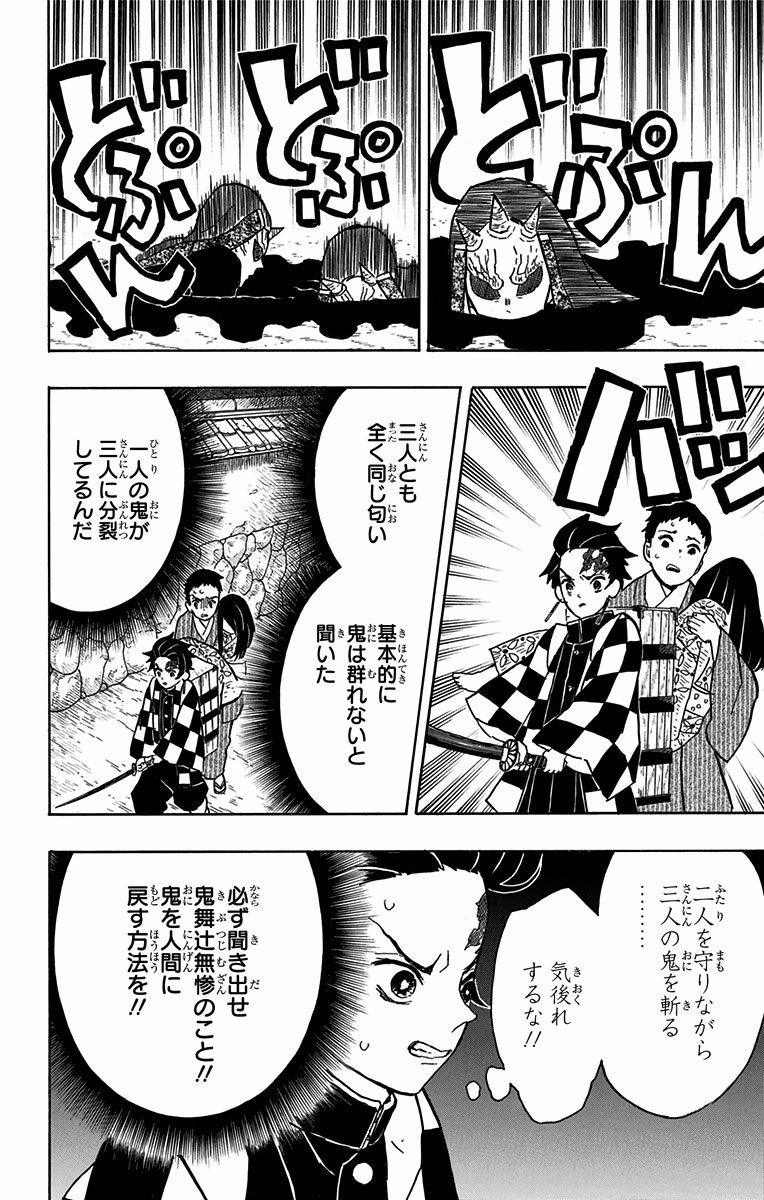 どぷん
どぷん
どぷん
バッ
三人とも
全く同じ匂い
基本的に
鬼は群れないと
聞いた
一人の鬼が
三人に分裂
してるんだ
二人を守りながら
三人の鬼を斬る
………
気後れ
するな!!
必ず聞き出せ
鬼舞辻無惨のこと!!
鬼を人間に
戻す方法を!!